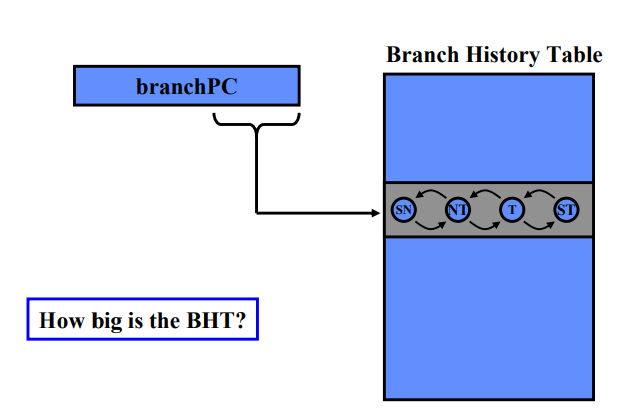 Branch History Table
branchPC
SN NT T ST
How big is the BHT?